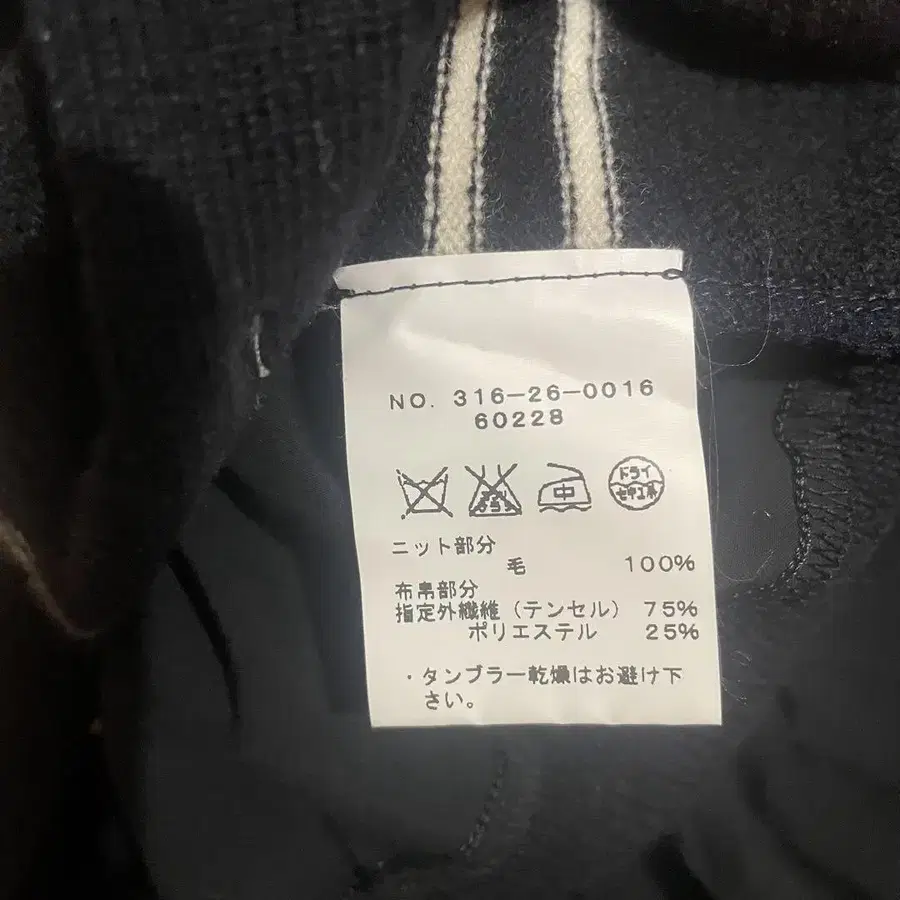 NO. 316-26-0016
60228
中
ドライ
セキユ系
ニット部分
毛 100%
布帛部分
指定外繊維(テンセル) 75%
ポリエステル 25%
・タンブラー乾燥はお避け下
さい。